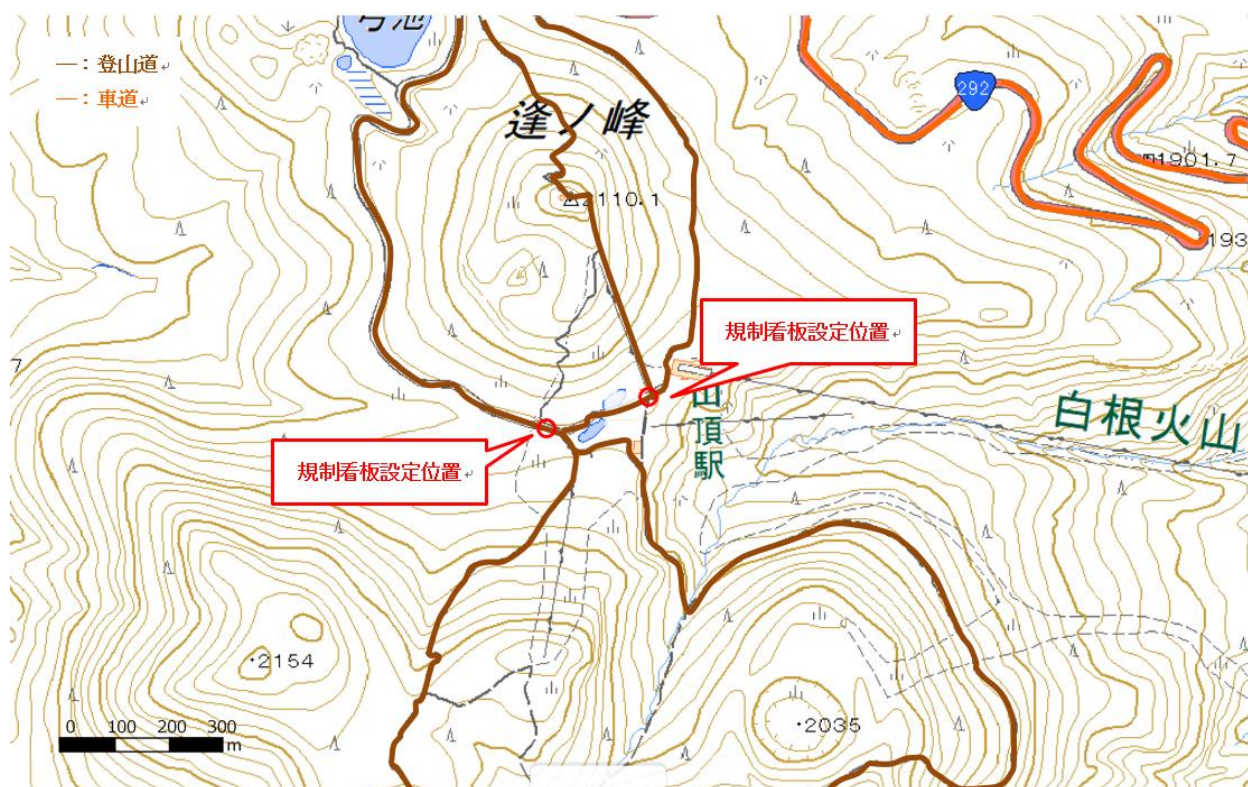 弓池
―：登山道
―：車道
292
逢ノ峰
1901.7
2110.1
193
規制看板設定位置
7
山頂駅
白根火山
規制看板設定位置
2154
2035
0 100 200 300
m